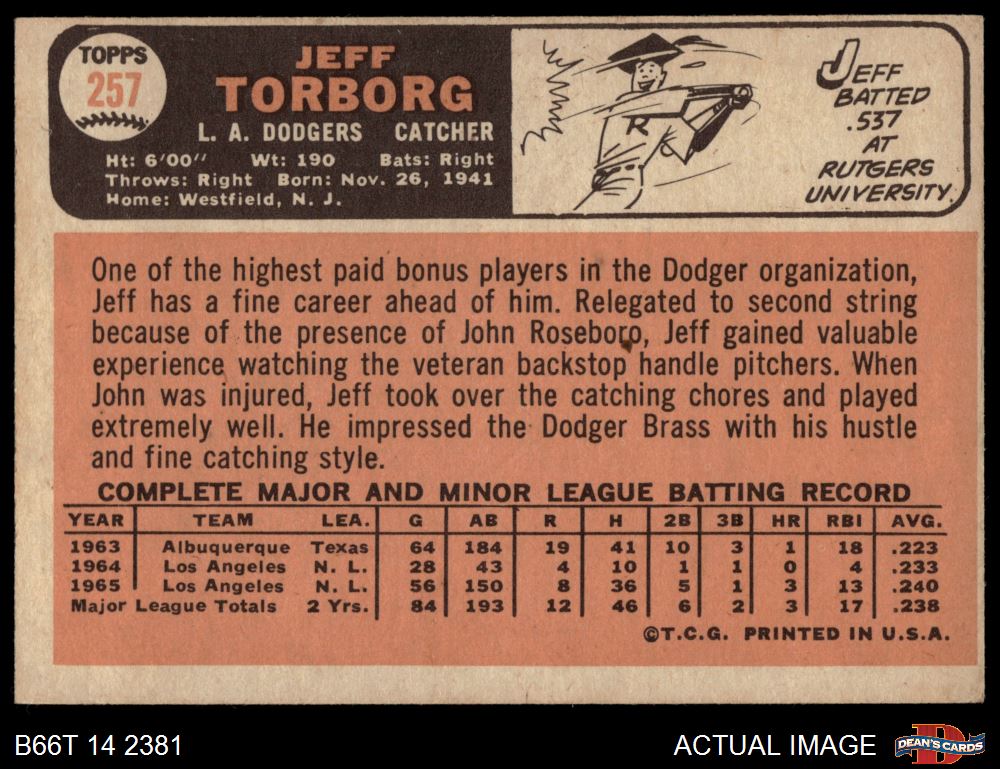 TOPPS
257
JEFF
TORBORG
L. A. DODGERS CATCHER
Ht: 6'00" Wt: 190 Bats: Right
Throws: Right Born: Nov. 26, 1941
Home: Westfield, N. J.
R
JEFF
BATTED
.537
AT
RUTGERS
UNIVERSITY.
One of the highest paid bonus players in the Dodger organization,
Jeff has a fine career ahead of him. Relegated to second string
because of the presence of John Roseboro, Jeff gained valuable
experience watching the veteran backstop handle pitchers. When
John was injured, Jeff took over the catching chores and played
extremely well. He impressed the Dodger Brass with his hustle
and fine catching style.
COMPLETE MAJOR AND MINOR LEAGUE BATTING RECORD
YEAR TEAM LEA. G AB R H 2B 3B HR RBI AVG.
1963 Albuquerque Texas 64 184 19 41 10 3 1 18 .223
1964 Los Angeles N. L. 28 43 4 10 1 1 0 4 .233
1965 Los Angeles N. L. 56 150 8 36 5 1 3 13 .240
Major League Totals 2 Yrs. 84 193 12 46 6 2 3 17 .238
©T.C.G. PRINTED IN U.S.A.
B66T 14 2381
ACTUAL IMAGE
D
DEAN'S CARDS